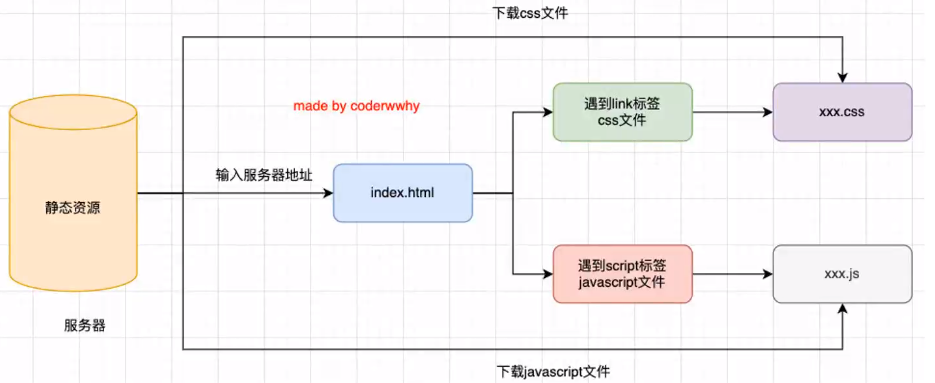 下载css文件
made by coderwwhy
遇到link标签
css文件
xxx.css
输入服务器地址
静态资源
index.html
遇到script标签
javascript文件
xxx.js
服务器
下载javascript文件